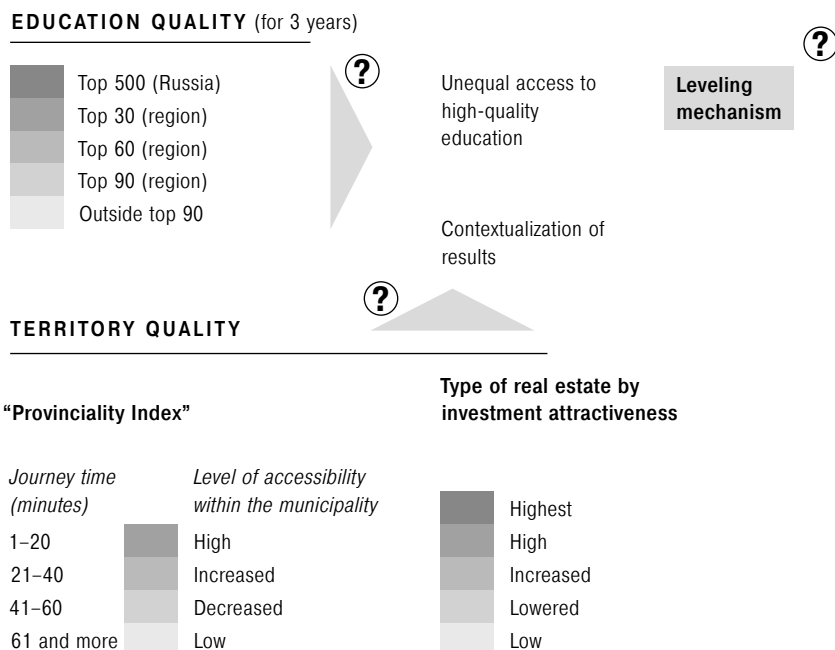 EDUCATION QUALITY (for 3 years)
?
Top 500 (Russia)
Top 30 (region)
Top 60 (region)
Top 90 (region)
Outside top 90
?
Unequal access to
high-quality
education
Leveling
mechanism
Contextualization of
results
?
TERRITORY QUALITY
“Provinciality Index”
Type of real estate by
investment attractiveness
Journey time
(minutes)
Level of accessibility
within the municipality
1–20 High
21–40 Increased
41–60 Decreased
61 and more Low
Highest
High
Increased
Lowered
Low